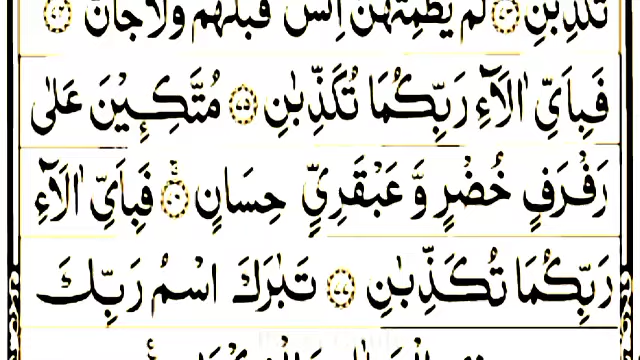 تُكَذِّبٰنِ ۝ لَمْ يَطْمِثْهُنَّ اِنْسٌ قَبْلَهُمْ وَلَا جَآنٌّ ۝
فَبِاَيِّ اٰلَآءِ رَبِّكُمَا تُكَذِّبٰنِ ۝ مُتَّكِـِٕيْنَ عَلٰى
رَفْرَفٍ خُضْرٍ وَّ عَبْقَرِيٍّ حِسَانٍ ۝ فَبِاَيِّ اٰلَآءِ
رَبِّكُمَا تُكَذِّبٰنِ ۝ تَبٰرَكَ اسْمُ رَبِّكَ